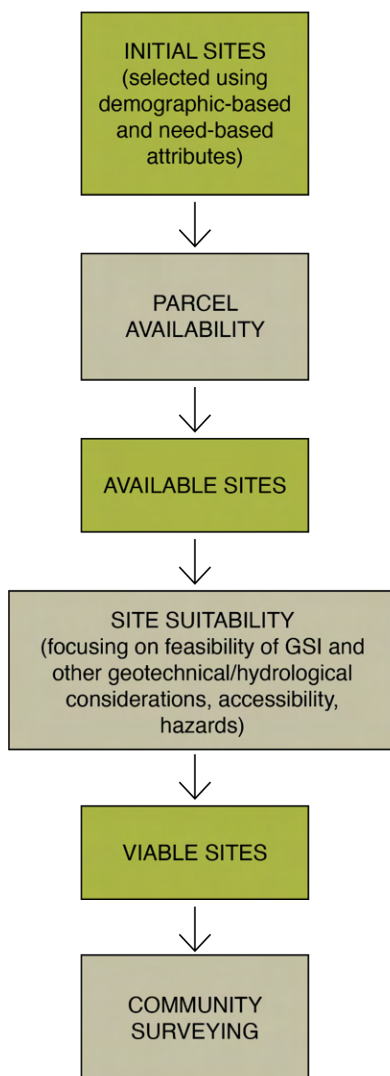 INITIAL SITES
(selected using
demographic-based
and need-based
attributes)
PARCEL
AVAILABILITY
AVAILABLE SITES
SITE SUITABILITY
(focusing on feasibility of GSI and
other geotechnical/hydrological
considerations, accessibility,
hazards)
VIABLE SITES
COMMUNITY
SURVEYING